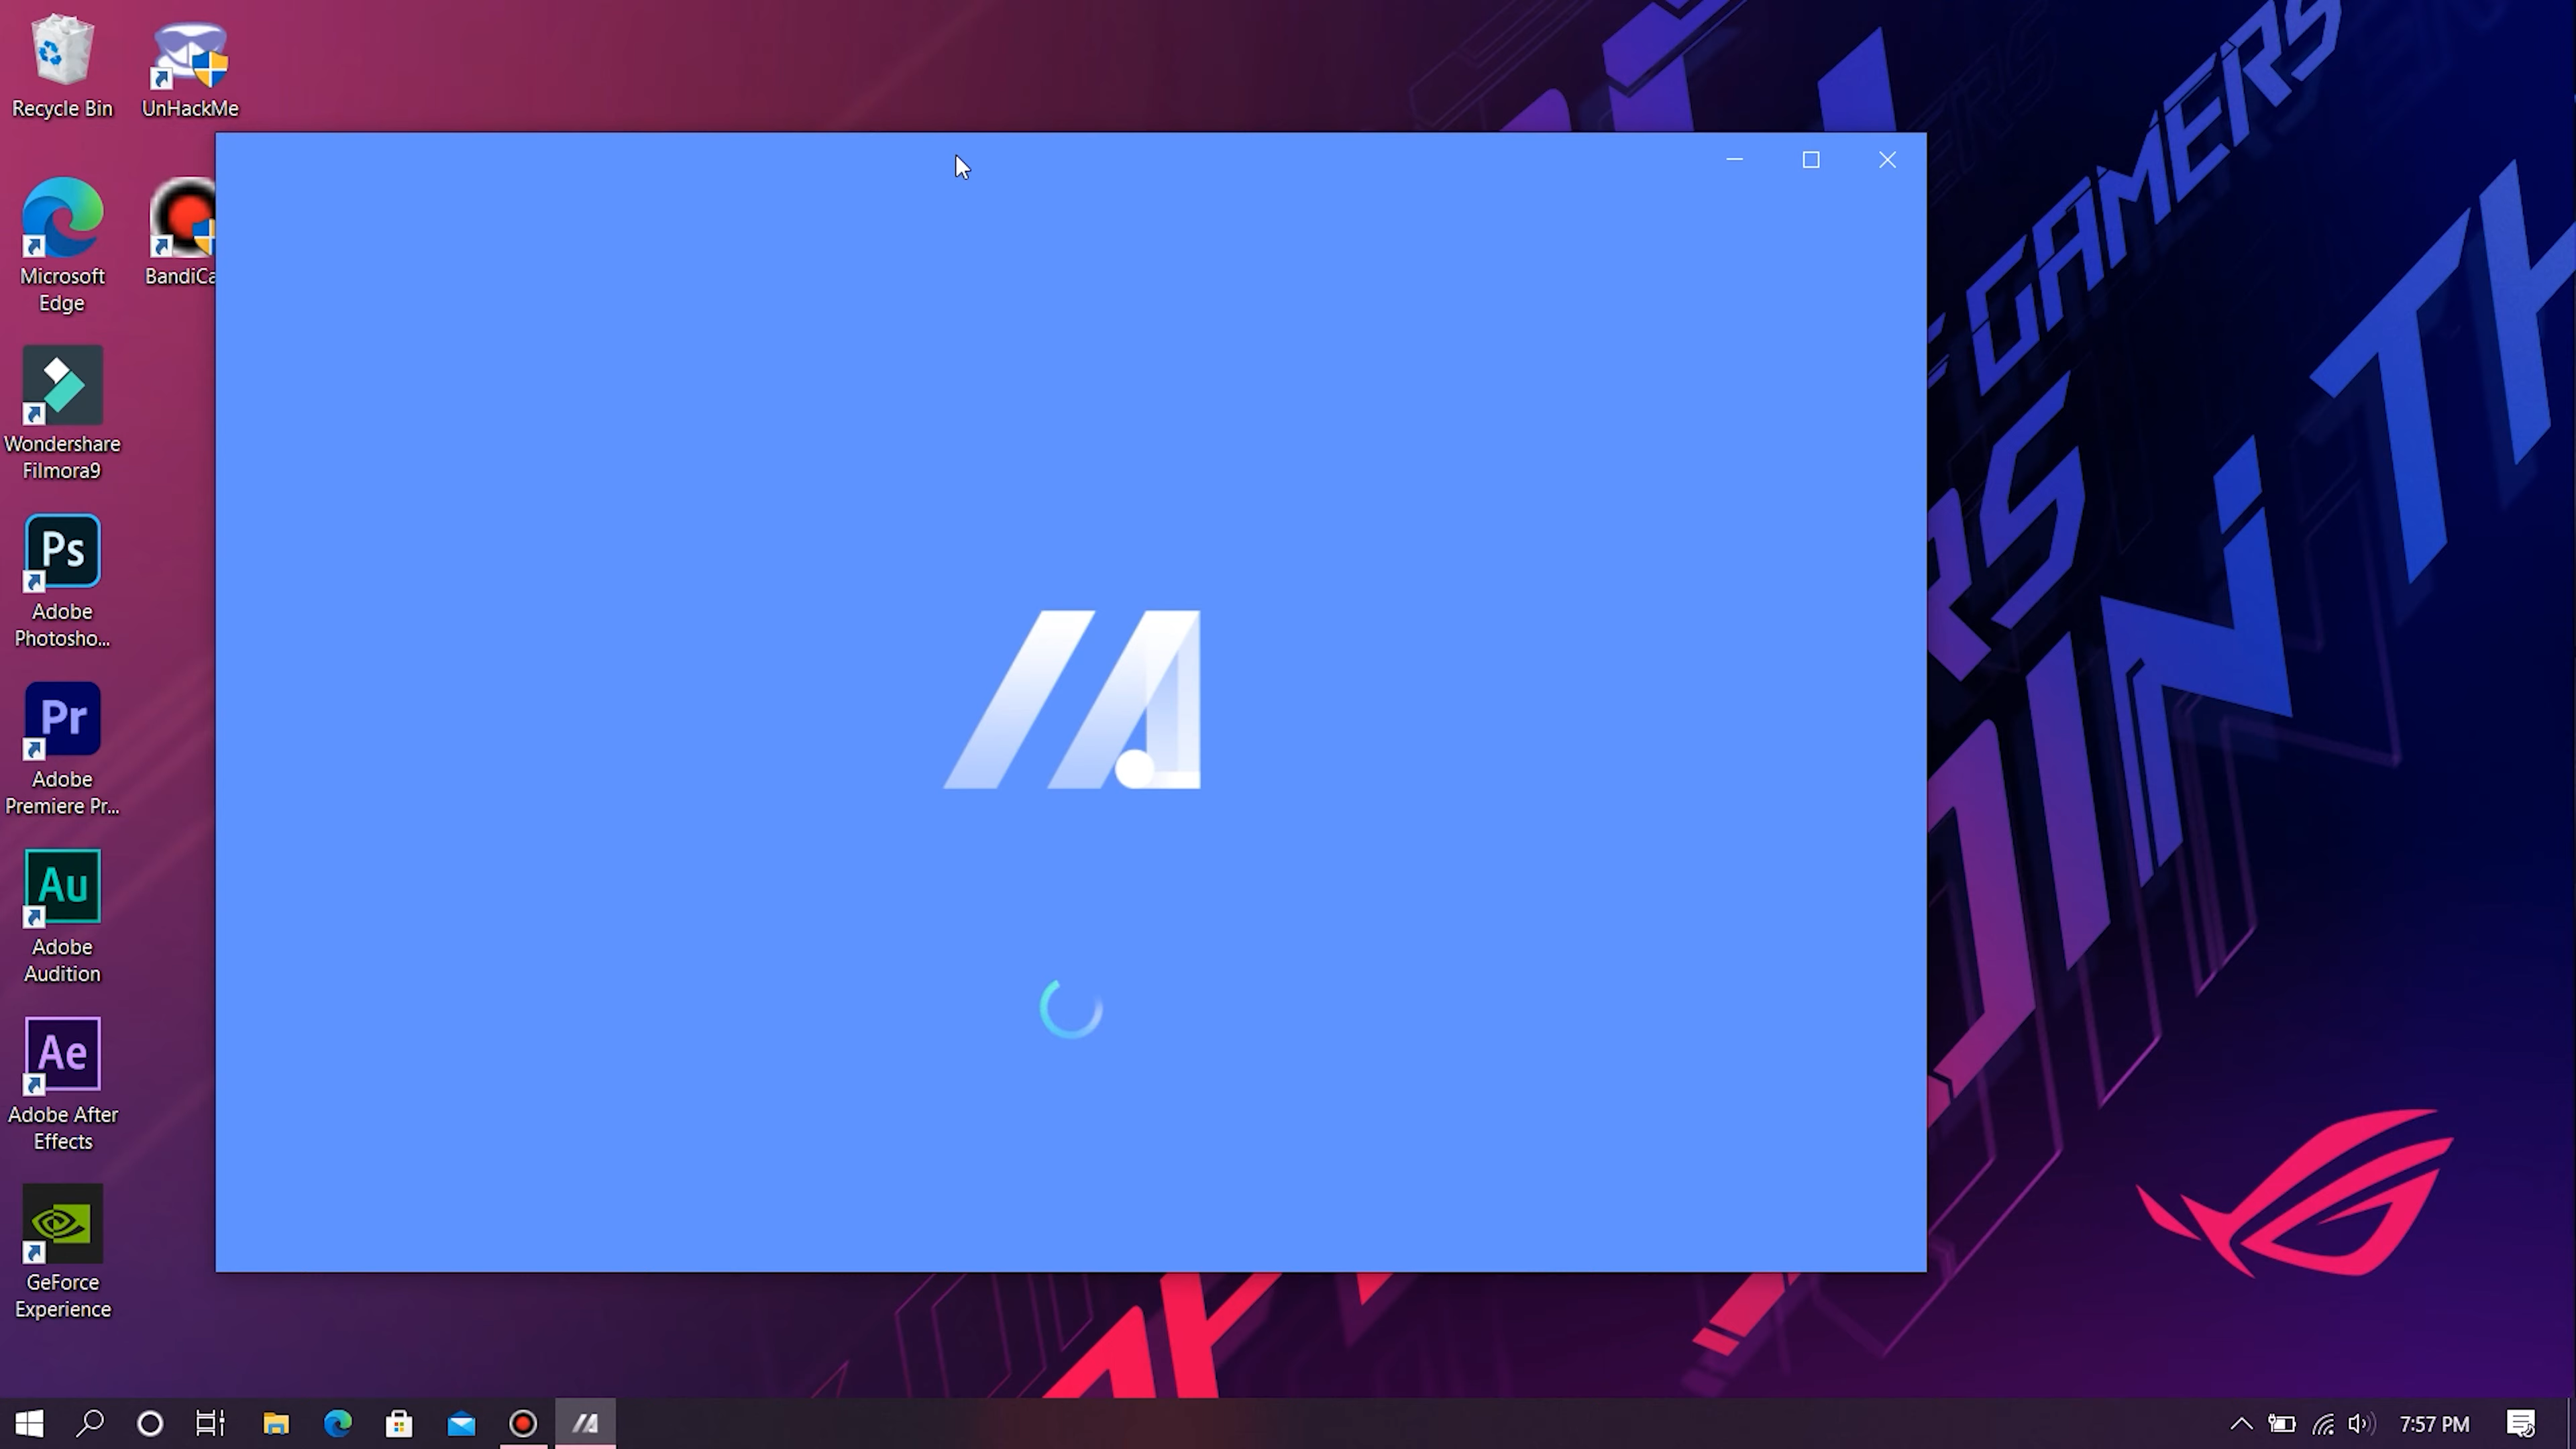 Recycle Bin
UnHackMe
Microsoft
Edge
BandiCa
Wondershare
Filmora9
Ps
Adobe
Photosho...
Pr
Adobe
Premiere Pr...
Au
Adobe
Audition
Ae
Adobe After
Effects
GeForce
Experience
GAMERS
7:57 PM